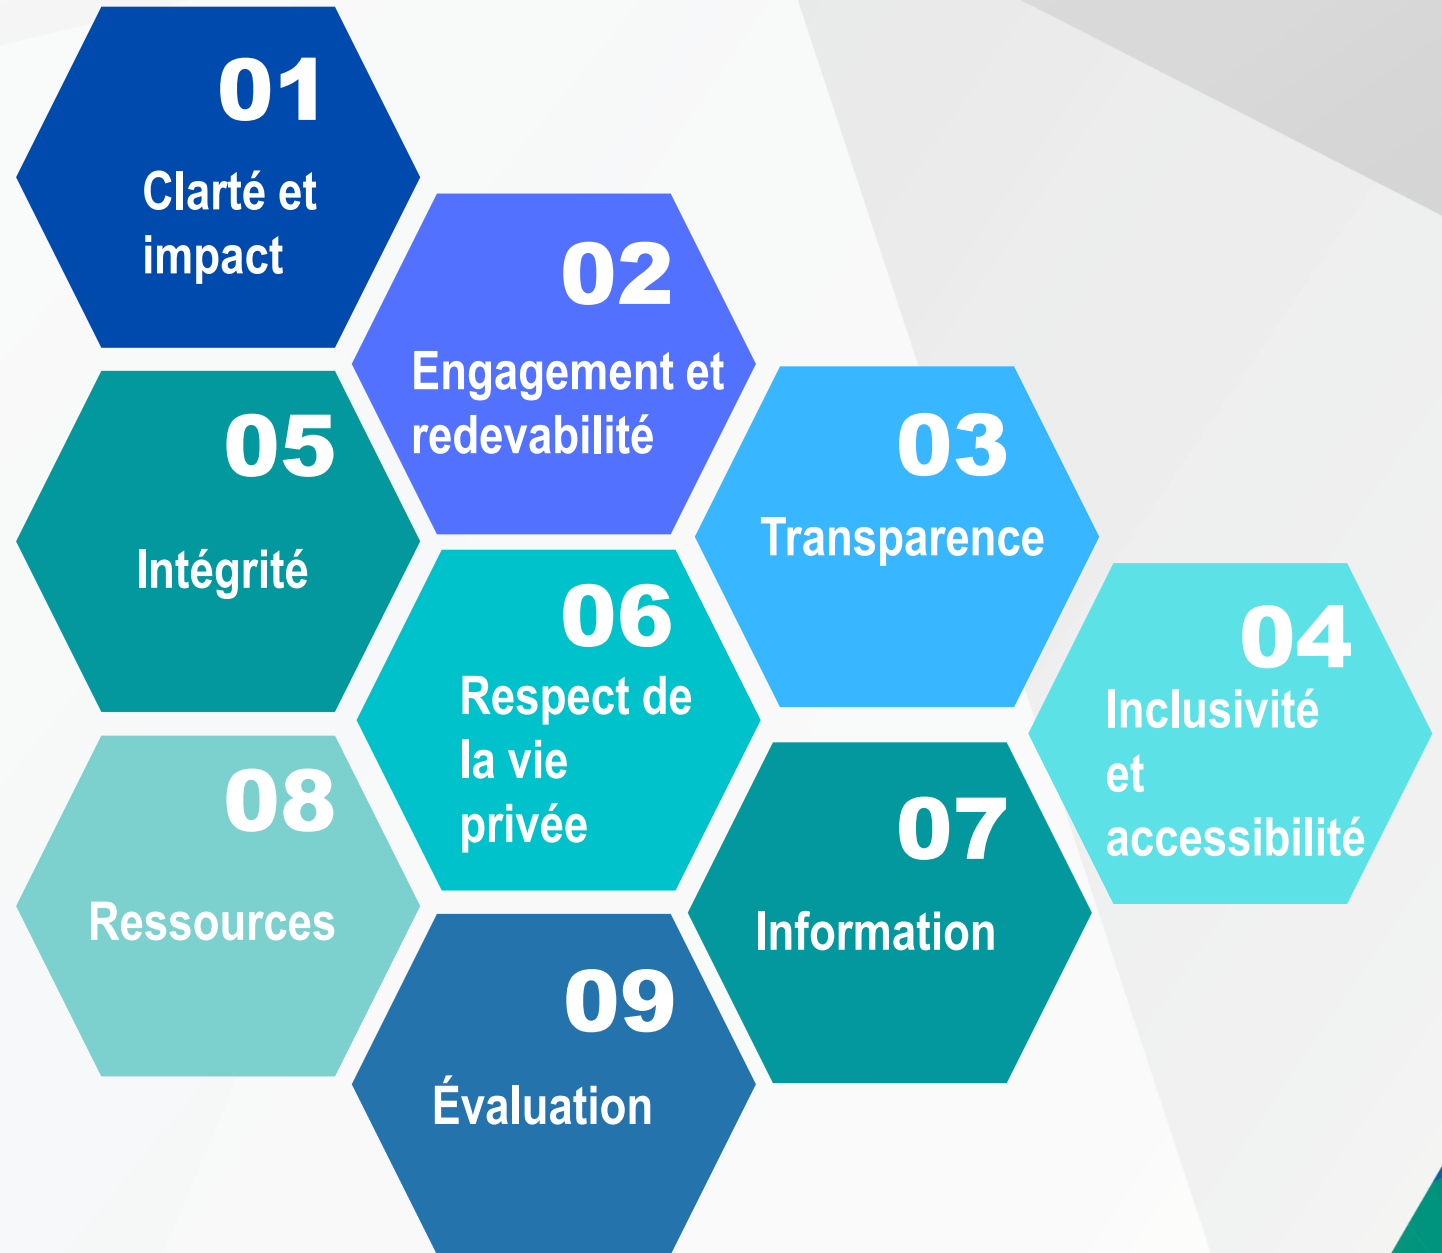 01
Clarté et
impact
02
Engagement et
redevabilité
03
Transparence
04
Inclusivité
et
accessibilité
05
Intégrité
06
Respect de
la vie
privée
07
Information
08
Ressources
09
Évaluation